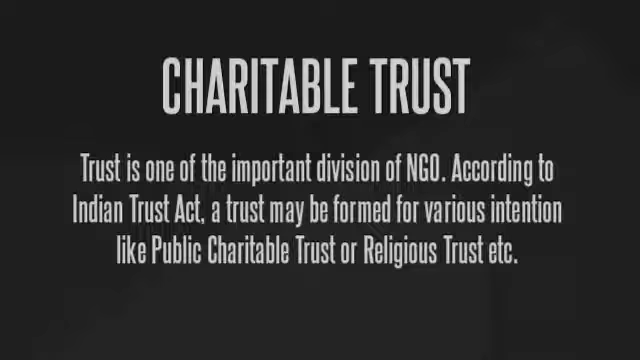 CHARITABLE TRUST
Trust is one of the important division of NGO. According to
Indian Trust Act, a trust may be formed for various intention
like Public Charitable Trust or Religious Trust etc.